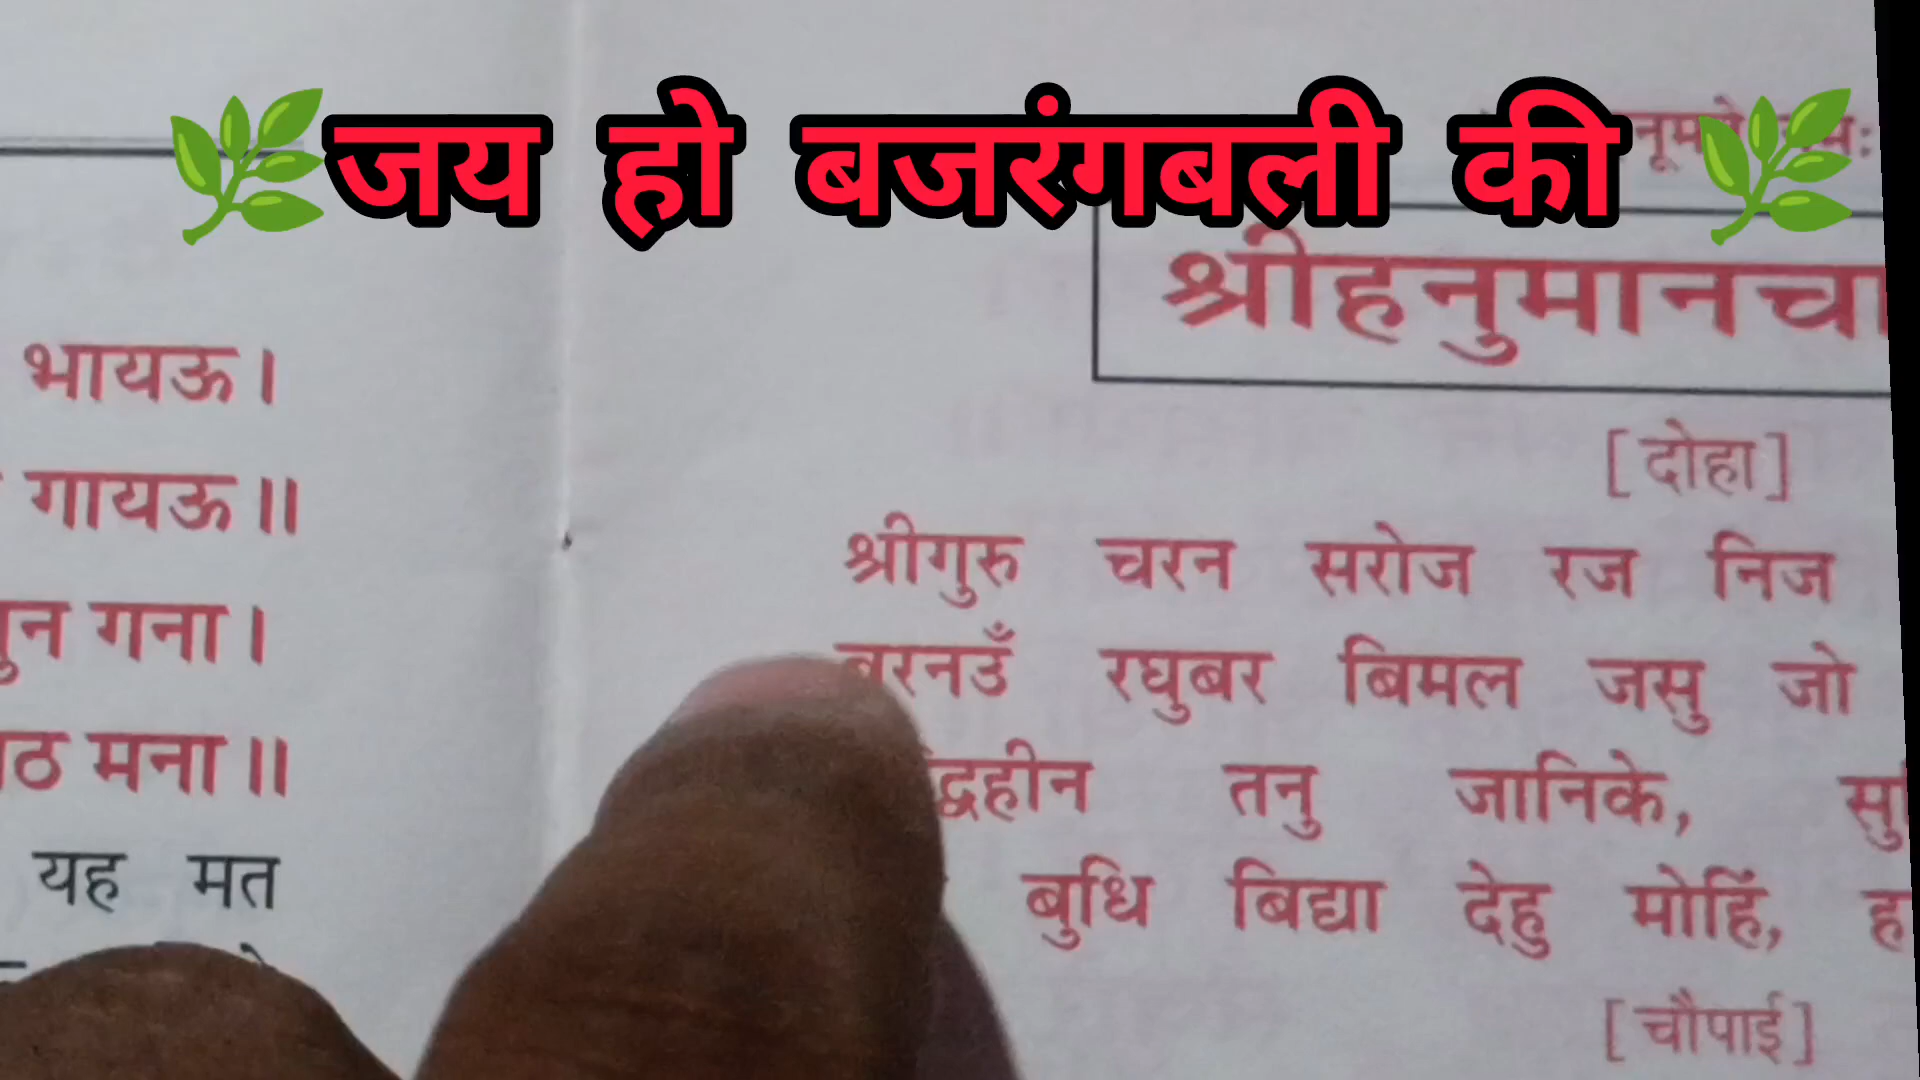 🌿जय हो बजरंगबली की🌿
श्रीहनुमानचा
भायऊ।
गायऊ॥
गना।
मना॥
यह मत
[दोहा]
श्रीगुरु चरन सरोज रज निज
बरनउँ रघुबर बिमल जसु जो
तनु जानिके,
बुधि बिद्या देहु मोहिं,
[चौपाई]